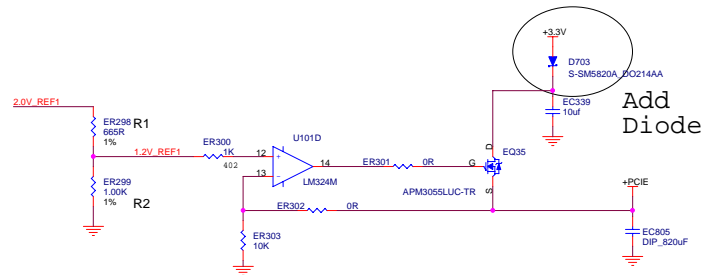 +3.3V
D703
S-SM5820A_DO214AA
EC339
10uf
Add
Diode
2.0V_REF1
ER298
665R
1%
R1
1.2V_REF1
ER300
1K
402
12
13
+
-
U101D
14
LM324M
ER301
0R
D
G
S
EQ35
APM3055LUC-TR
+PCIE
ER299
1.00K
1%
R2
ER302
0R
ER303
10K
EC805
DIP_820uF